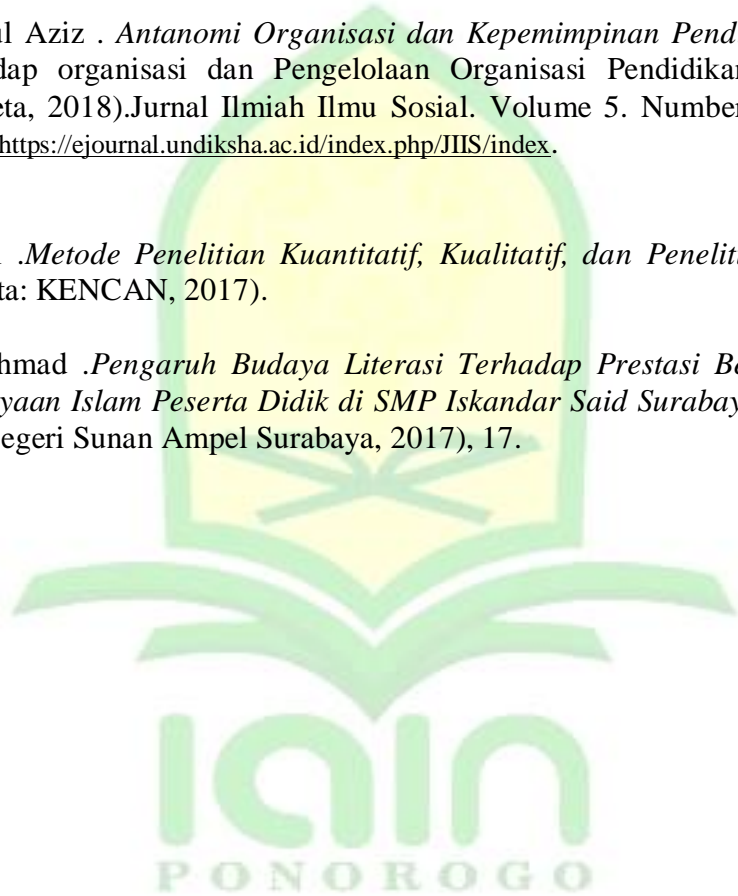 ul Aziz . Antanomi Organisasi dan Kepemimpinan Pend
dap organisasi dan Pengelolaan Organisasi Pendidikan
eta, 2018).Jurnal Ilmiah Ilmu Sosial. Volume 5. Number
https://ejournal.undiksha.ac.id/index.php/JIIS/index.
.Metode Penelitian Kuantitatif, Kualitatif, dan Penelit
ta: KENCAN, 2017).
hmad .Pengaruh Budaya Literasi Terhadap Prestasi Be
yaan Islam Peserta Didik di SMP Iskandar Said Surabay
egeri Sunan Ampel Surabaya, 2017), 17.
iain
PONOROGO